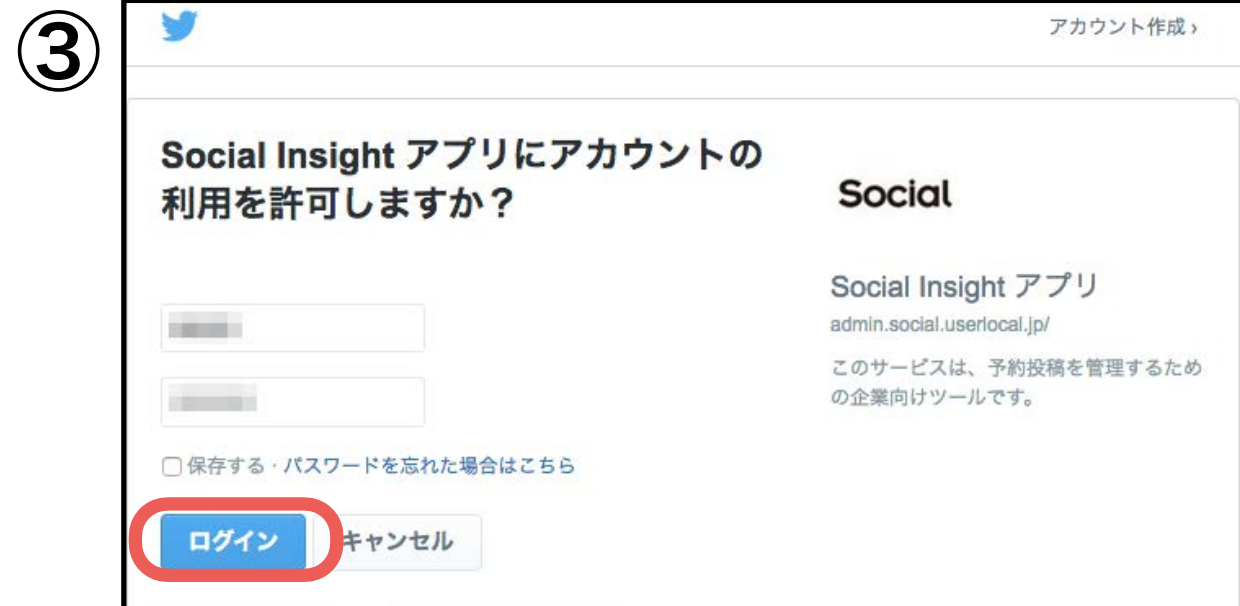 ③
アカウント作成 ›
Social Insight アプリにアカウントの
利用を許可しますか？
Social
Social Insight アプリ
admin.social.userlocal.jp/
このサービスは、予約投稿を管理するため
の企業向けツールです。
保存する · パスワードを忘れた場合はこちら
ログイン
キャンセル